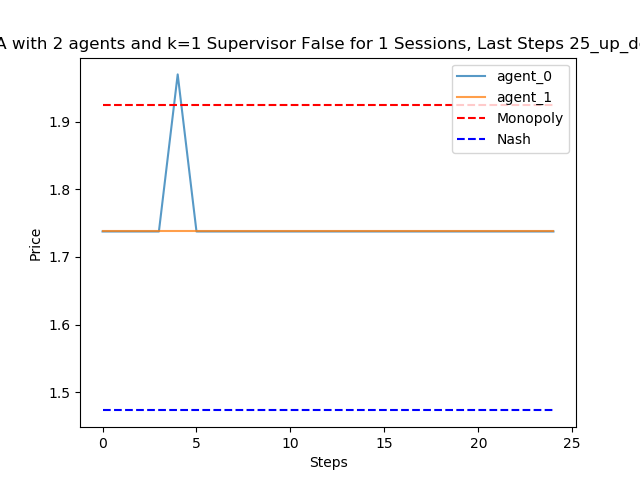 A with 2 agents and k=1 Supervisor False for 1 Sessions, Last Steps 25_up_d
agent_0
agent_1
Monopoly
Nash
1.9
1.8
1.7
1.6
1.5
Price
0 5 10 15 20 25
Steps